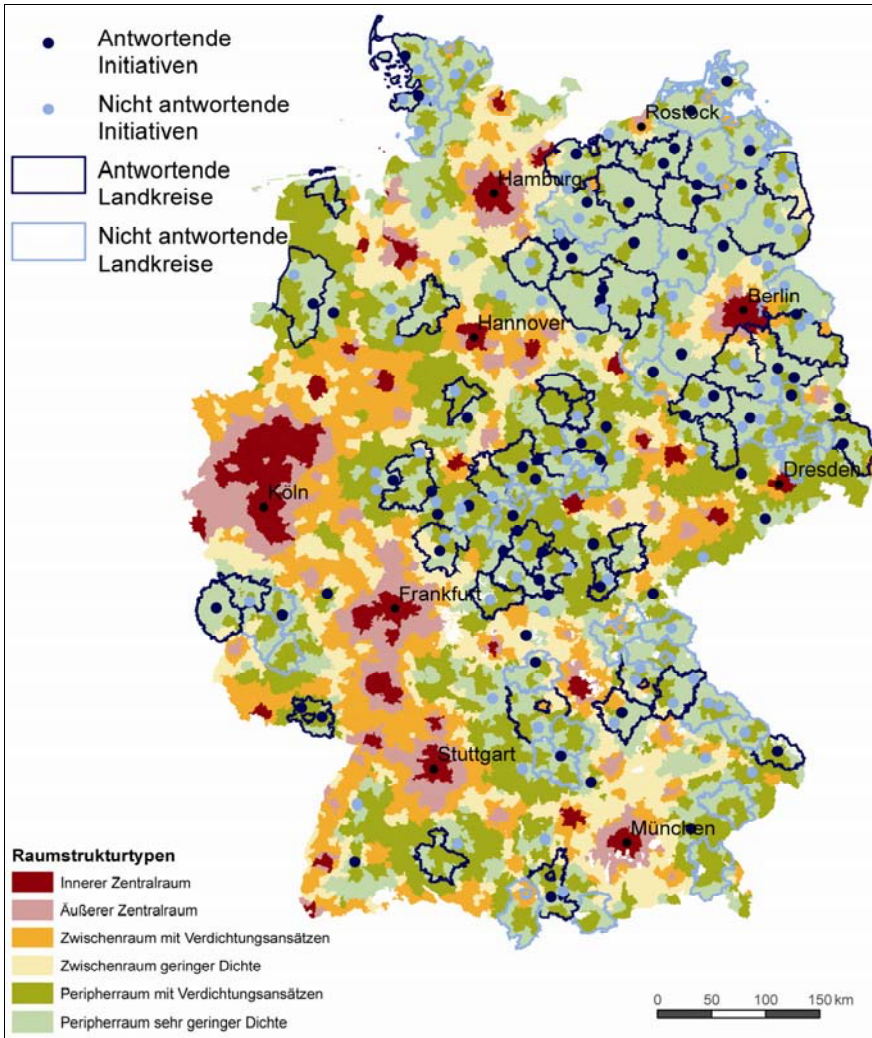 Antwortende
Initiativen
Nicht antwortende
Initiativen
Antwortende
Landkreise
Nicht antwortende
Landkreise
Rostock
Hamburg
Berlin
Hannover
Dresden
Köln
Frankfurt
Stuttgart
München
Raumstrukturtypen
Innerer Zentralraum
Äußerer Zentralraum
Zwischenraum mit Verdichtungsansätzen
Zwischenraum geringer Dichte
Peripherraum mit Verdichtungsansätzen
Peripherraum sehr geringer Dichte
0 50 100 150 km